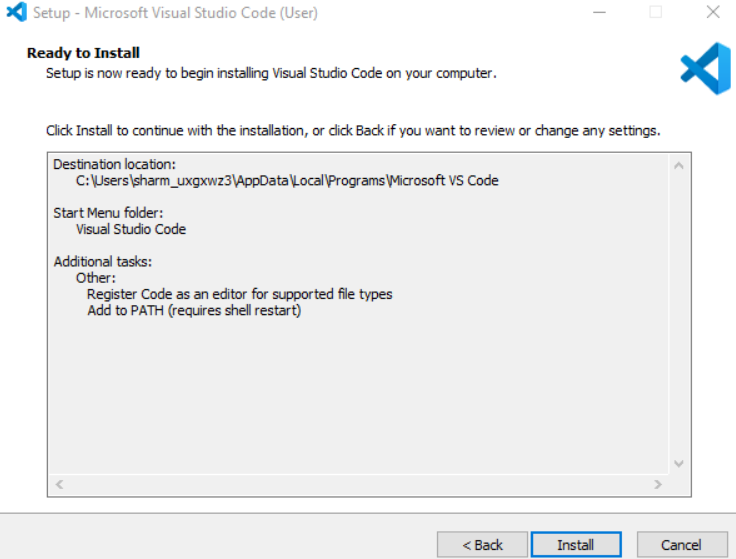 Setup - Microsoft Visual Studio Code (User)
Ready to Install
Setup is now ready to begin installing Visual Studio Code on your computer.
Click Install to continue with the installation, or click Back if you want to review or change any settings.
Destination location:
C:\Users\sharm_uxgxwz3\AppData\Local\Programs\Microsoft VS Code
Start Menu folder:
Visual Studio Code
Additional tasks:
Other:
Register Code as an editor for supported file types
Add to PATH (requires shell restart)
< Back
Install
Cancel